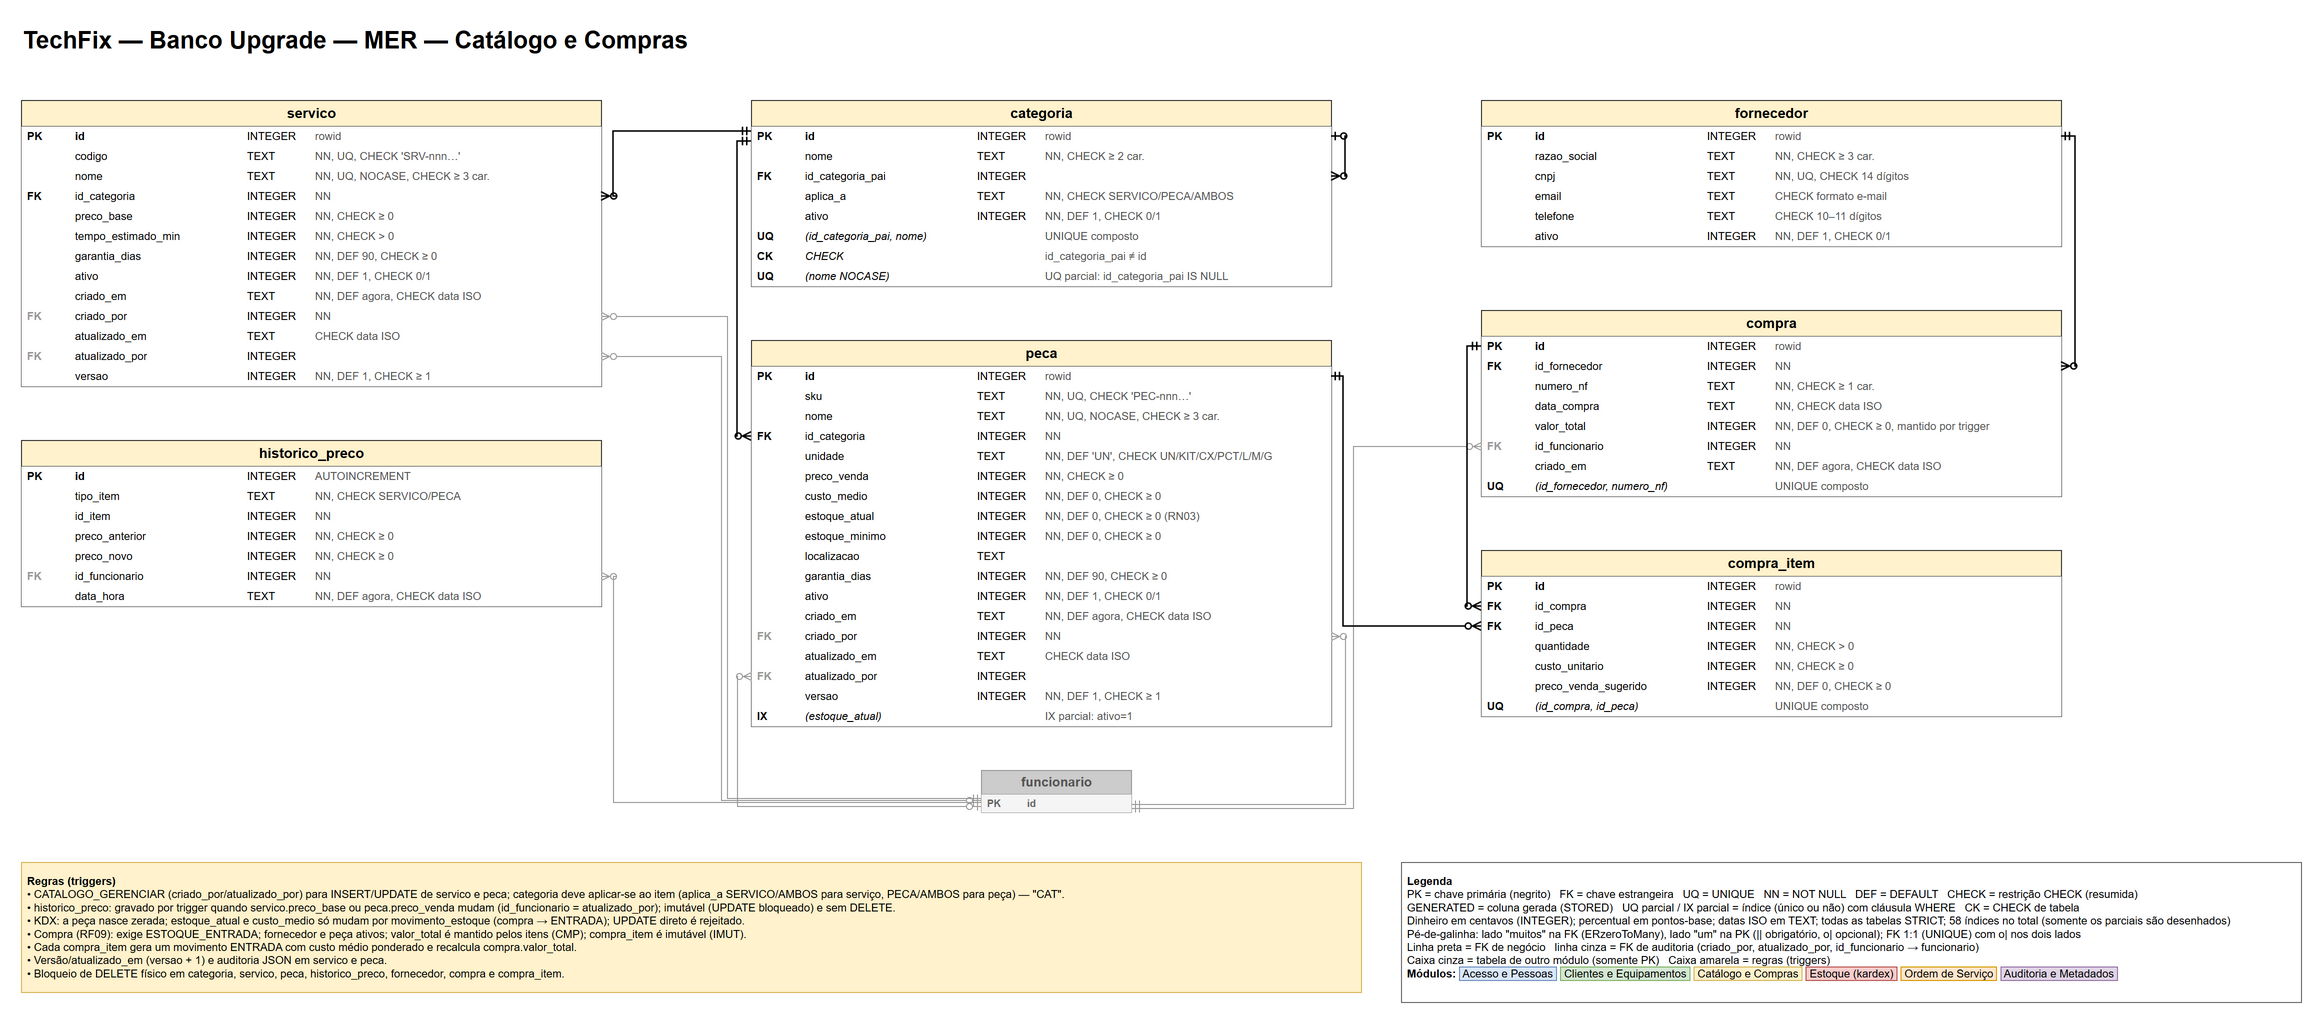 TechFix — Banco Upgrade — MER — Catálogo e Compras
servico
PK id INTEGER rowid
codigo TEXT NN, UQ, CHECK 'SRV-nnn…'
nome TEXT NN, UQ, NOCASE, CHECK ≥ 3 car.
FK id_categoria INTEGER NN
preco_base INTEGER NN, CHECK ≥ 0
tempo_estimado_min INTEGER NN, CHECK > 0
garantia_dias INTEGER NN, DEF 90, CHECK ≥ 0
ativo INTEGER NN, DEF 1, CHECK 0/1
criado_em TEXT NN, DEF agora, CHECK data ISO
FK criado_por INTEGER NN
atualizado_em TEXT CHECK data ISO
FK atualizado_por INTEGER
versao INTEGER NN, DEF 1, CHECK ≥ 1
historico_preco
PK id INTEGER AUTOINCREMENT
tipo_item TEXT NN, CHECK SERVICO/PECA
id_item INTEGER NN
preco_anterior INTEGER NN, CHECK ≥ 0
preco_novo INTEGER NN, CHECK ≥ 0
FK id_funcionario INTEGER NN
data_hora TEXT NN, DEF agora, CHECK data ISO
categoria
PK id INTEGER rowid
nome TEXT NN, CHECK ≥ 2 car.
FK id_categoria_pai INTEGER
aplica_a TEXT NN, CHECK SERVICO/PECA/AMBOS
ativo INTEGER NN, DEF 1, CHECK 0/1
UQ (id_categoria_pai, nome) UNIQUE composto
CK CHECK id_categoria_pai ≠ id
UQ (nome NOCASE) UQ parcial: id_categoria_pai IS NULL
peca
PK id INTEGER rowid
sku TEXT NN, UQ, CHECK 'PEC-nnn…'
nome TEXT NN, UQ, NOCASE, CHECK ≥ 3 car.
FK id_categoria INTEGER NN
unidade TEXT NN, DEF 'UN', CHECK UN/KIT/CX/PCT/L/M/G
preco_venda INTEGER NN, CHECK ≥ 0
custo_medio INTEGER NN, DEF 0, CHECK ≥ 0
estoque_atual INTEGER NN, DEF 0, CHECK ≥ 0 (RN03)
estoque_minimo INTEGER NN, DEF 0, CHECK ≥ 0
localizacao TEXT
garantia_dias INTEGER NN, DEF 90, CHECK ≥ 0
ativo INTEGER NN, DEF 1, CHECK 0/1
criado_em TEXT NN, DEF agora, CHECK data ISO
FK criado_por INTEGER NN
atualizado_em TEXT CHECK data ISO
FK atualizado_por INTEGER
versao INTEGER NN, DEF 1, CHECK ≥ 1
IX (estoque_atual) IX parcial: ativo=1
funcionario
PK id
fornecedor
PK id INTEGER rowid
razao_social TEXT NN, CHECK ≥ 3 car.
cnpj TEXT NN, UQ, CHECK 14 dígitos
email TEXT CHECK formato e-mail
telefone TEXT CHECK 10–11 dígitos
ativo INTEGER NN, DEF 1, CHECK 0/1
compra
PK id INTEGER rowid
FK id_fornecedor INTEGER NN
numero_nf TEXT NN, CHECK ≥ 1 car.
data_compra TEXT NN, CHECK data ISO
valor_total INTEGER NN, DEF 0, CHECK ≥ 0, mantido por trigger
FK id_funcionario INTEGER NN
criado_em TEXT NN, DEF agora, CHECK data ISO
UQ (id_fornecedor, numero_nf) UNIQUE composto
compra_item
PK id INTEGER rowid
FK id_compra INTEGER NN
FK id_peca INTEGER NN
quantidade INTEGER NN, CHECK > 0
custo_unitario INTEGER NN, CHECK ≥ 0
preco_venda_sugerido INTEGER NN, DEF 0, CHECK ≥ 0
UQ (id_compra, id_peca) UNIQUE composto
Regras (triggers)
• CATALOGO_GERENCIAR (criado_por/atualizado_por) para INSERT/UPDATE de servico e peca; categoria deve aplicar-se ao item (aplica_a SERVICO/AMBOS para serviço, PECA/AMBOS para peça) — "CAT".
• historico_preco: gravado por trigger quando servico.preco_base ou peca.preco_venda mudam (id_funcionario = atualizado_por); imutável (UPDATE bloqueado) e sem DELETE.
• KDX: a peça nasce zerada; estoque_atual e custo_medio só mudam por movimento_estoque (compra → ENTRADA); UPDATE direto é rejeitado.
• Compra (RF09): exige ESTOQUE_ENTRADA; fornecedor e peça ativos; valor_total é mantido pelos itens (CMP); compra_item é imutável (IMUT).
• Cada compra_item gera um movimento ENTRADA com custo médio ponderado e recalcula compra.valor_total.
• Versão/atualizado_em (versao + 1) e auditoria JSON em servico e peca.
• Bloqueio de DELETE físico em categoria, servico, peca, historico_preco, fornecedor, compra e compra_item.
Legenda
PK = chave primária (negrito) FK = chave estrangeira UQ = UNIQUE NN = NOT NULL DEF = DEFAULT CHECK = restrição CHECK (resumida)
GENERATED = coluna gerada (STORED) UQ parcial / IX parcial = índice (único ou não) com cláusula WHERE CK = CHECK de tabela
Dinheiro em centavos (INTEGER); percentual em pontos-base; datas ISO em TEXT; todas as tabelas STRICT; 58 índices no total (somente os parciais são desenhados)
Pé-de-galinha: lado "muitos" na FK (ERzeroToMany), lado "um" na PK (|| obrigatório, o| opcional); FK 1:1 (UNIQUE) com o| nos dois lados
Linha preta = FK de negócio linha cinza = FK de auditoria (criado_por, atualizado_por, id_funcionario → funcionario)
Caixa cinza = tabela de outro módulo (somente PK) Caixa amarela = regras (triggers)
Módulos: Acesso e Pessoas Clientes e Equipamentos Catálogo e Compras Estoque (kardex) Ordem de Serviço Auditoria e Metadados